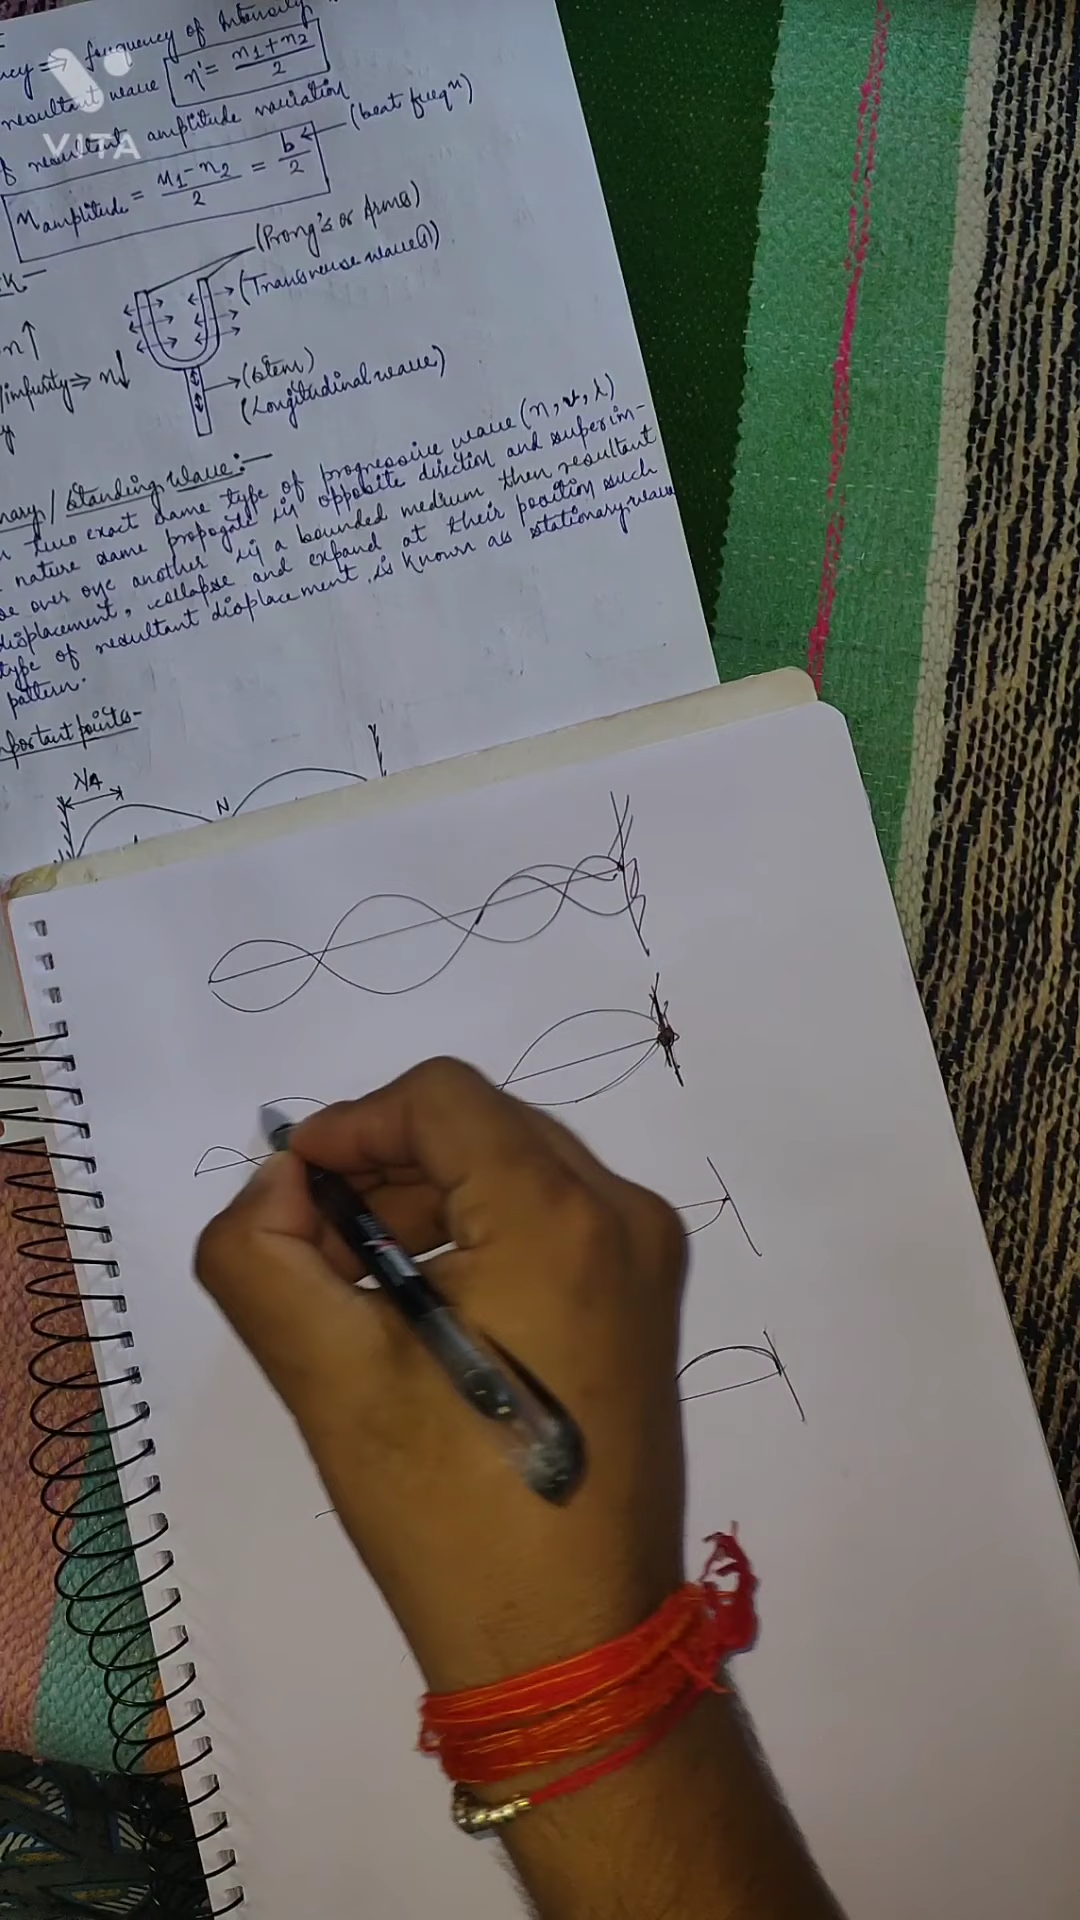 frequency of Intensity
resultant wave n' = n1+n2 / 2
of resultant amplitude variation
VITA
n amplitude = n1-n2 / 2 = b / 2 (beat freqn)
(Prong's or Arms)
(Transverse wave(s))
n↑
/impurity ⇒ n↓
(stem)
(Longitudinal wave)
/ Standing Wave:-
two exact same type of progressive wave (n, v, λ)
nature same propagate in opposite direction and superim-
over one another in a bounded medium then resultant
displacement, collapse and expand at their position such
type of resultant displacement is known as stationary wave
pattern.
important points-
λ/4
N